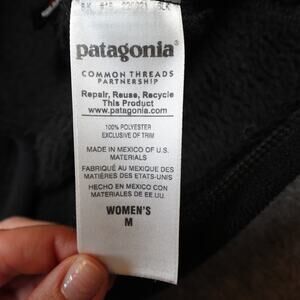 patagonia®
COMMON THREADS
PARTNERSHIP
Repair, Reuse, Recycle
This Product
www.patagonia.com
100% POLYESTER
EXCLUSIVE OF TRIM
MADE IN MEXICO OF U.S.
MATERIALS
FABRIQUÉ AU MEXIQUE DES
MATIÈRES DES ETATS-UNIS
HECHO EN MEXICO CON
MATERIALES DE EE.UU.
WOMEN'S
M